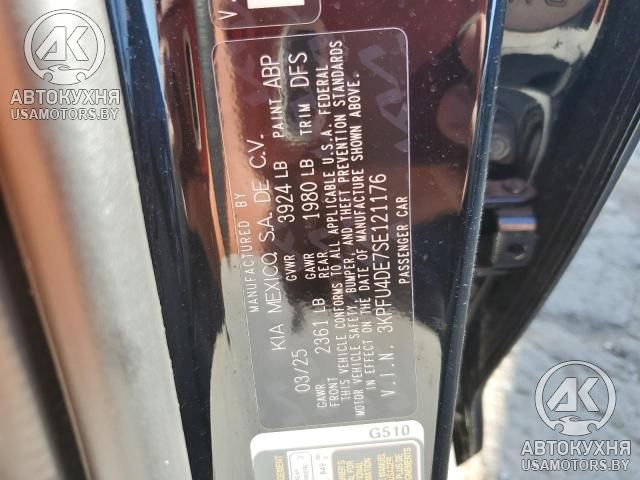 MANUFACTURED BY
KIA MEXICO, S.A. DE C.V.
03/25 GVWR 3924 LB PAINT ABP
GAWR FRONT 2361 LB GAWR REAR 1980 LB TRIM DFS
THIS VEHICLE CONFORMS TO ALL APPLICABLE U.S.A. FEDERAL
MOTOR VEHICLE SAFETY, BUMPER, AND THEFT PREVENTION STANDARDS
IN EFFECT ON THE DATE OF MANUFACTURE SHOWN ABOVE.
V.I.N. 3KPFU4DE7SE121176
PASSENGER CAR
G510
АВТОКУХНЯ
USAMOTORS.BY
АВТОКУХНЯ
USAMOTORS.BY